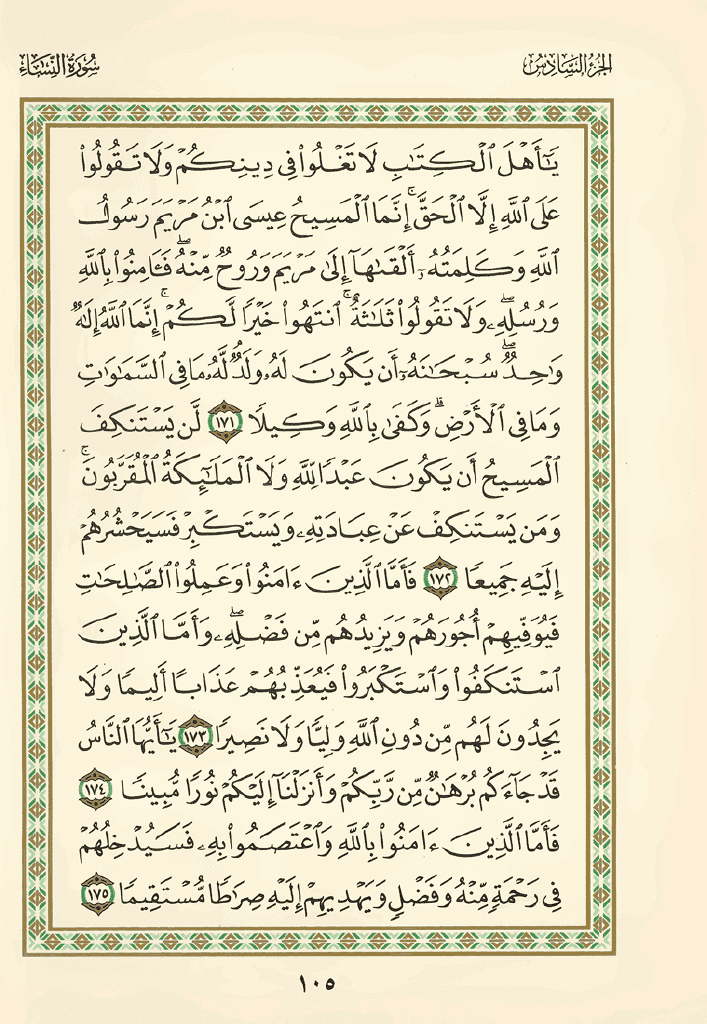 الجزء السادس
سورة النساء
يَٰٓأَهْلَ ٱلْكِتَٰبِ لَا تَغْلُوا۟ فِى دِينِكُمْ وَلَا تَقُولُوا۟
عَلَى ٱللَّهِ إِلَّا ٱلْحَقَّ ۚ إِنَّمَا ٱلْمَسِيحُ عِيسَى ٱبْنُ مَرْيَمَ رَسُولُ
ٱللَّهِ وَكَلِمَتُهُۥٓ أَلْقَىٰهَآ إِلَىٰ مَرْيَمَ وَرُوحٌ مِّنْهُ ۖ فَـَٔامِنُوا۟ بِٱللَّهِ
وَرُسُلِهِۦ ۖ وَلَا تَقُولُوا۟ ثَلَٰثَةٌ ۚ ٱنتَهُوا۟ خَيْرًا لَّكُمْ ۚ إِنَّمَا ٱللَّهُ إِلَٰهٌ
وَٰحِدٌ ۖ سُبْحَٰنَهُۥٓ أَن يَكُونَ لَهُۥ وَلَدٌ ۘ لَّهُۥ مَا فِى ٱلسَّمَٰوَٰتِ
وَمَا فِى ٱلْأَرْضِ ۗ وَكَفَىٰ بِٱللَّهِ وَكِيلًا ١٧١ لَّن يَسْتَنكِفَ
ٱلْمَسِيحُ أَن يَكُونَ عَبْدًا لِّلَّهِ وَلَا ٱلْمَلَٰٓئِكَةُ ٱلْمُقَرَّبُونَ ۚ
وَمَن يَسْتَنكِفْ عَنْ عِبَادَتِهِۦ وَيَسْتَكْبِرْ فَسَيَحْشُرُهُمْ
إِلَيْهِ جَمِيعًا ١٧٢ فَأَمَّا ٱلَّذِينَ ءَامَنُوا۟ وَعَمِلُوا۟ ٱلصَّٰلِحَٰتِ
فَيُوَفِّيهِمْ أُجُورَهُمْ وَيَزِيدُهُم مِّن فَضْلِهِۦ ۖ وَأَمَّا ٱلَّذِينَ
ٱسْتَنكَفُوا۟ وَٱسْتَكْبَرُوا۟ فَيُعَذِّبُهُمْ عَذَابًا أَلِيمًا وَلَا
يَجِدُونَ لَهُم مِّن دُونِ ٱللَّهِ وَلِيًّا وَلَا نَصِيرًا ١٧٣ يَٰٓأَيُّهَا ٱلنَّاسُ
قَدْ جَآءَكُم بُرْهَٰنٌ مِّن رَّبِّكُمْ وَأَنزَلْنَآ إِلَيْكُمْ نُورًا مُّبِينًا ١٧٤
فَأَمَّا ٱلَّذِينَ ءَامَنُوا۟ بِٱللَّهِ وَٱعْتَصَمُوا۟ بِهِۦ فَسَيُدْخِلُهُمْ
فِى رَحْمَةٍ مِّنْهُ وَفَضْلٍ وَيَهْدِيهِمْ إِلَيْهِ صِرَٰطًا مُّسْتَقِيمًا ١٧٥
١٠٥